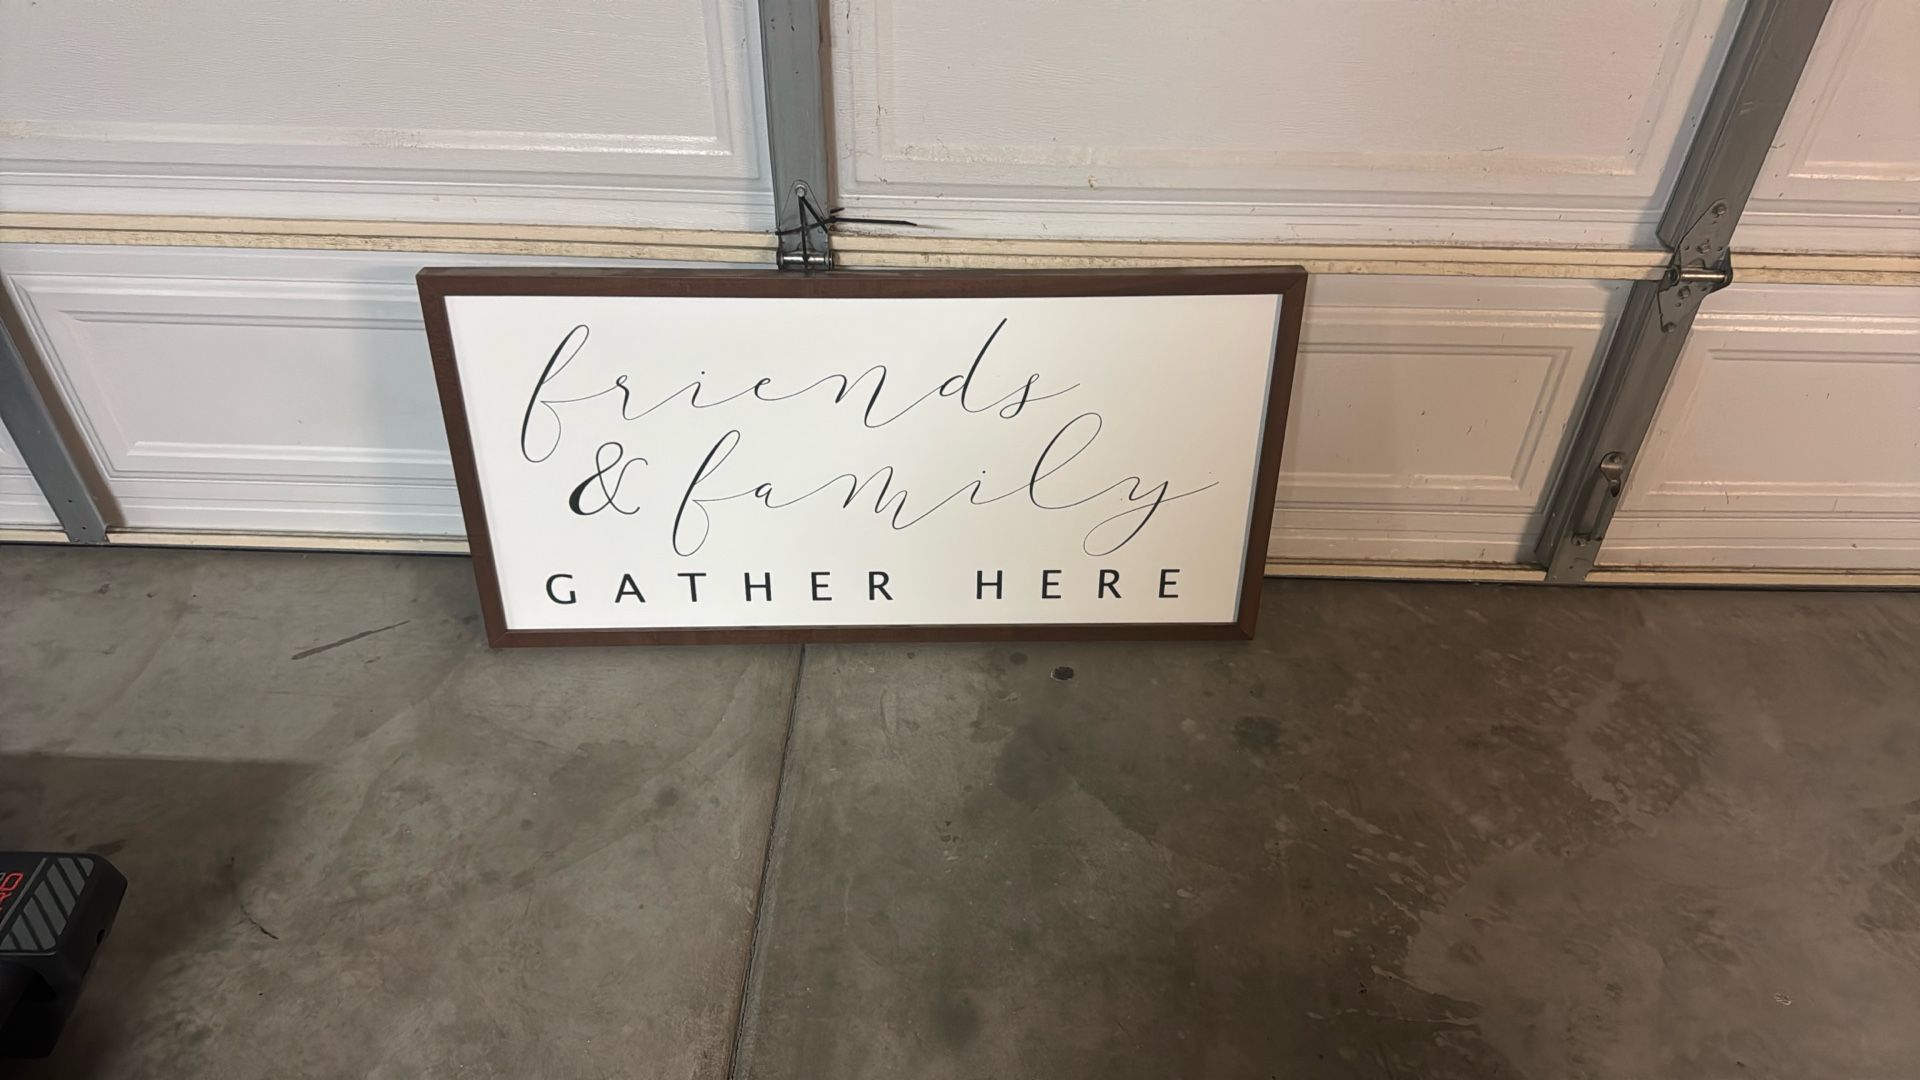 friends
& family
GATHER HERE